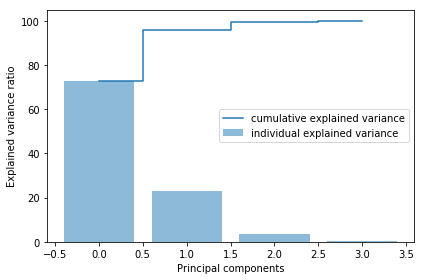 100
80
60
40
20
0
Explained variance ratio
cumulative explained variance
individual explained variance
−0.5 0.0 0.5 1.0 1.5 2.0 2.5 3.0 3.5
Principal components